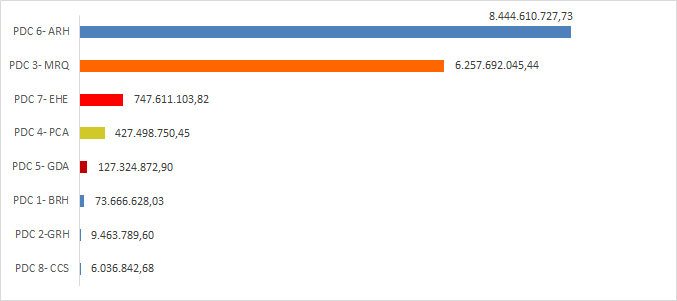 8.444.610.727,73
PDC 6- ARH
PDC 3- MRQ 6.257.692.045,44
PDC 7- EHE 747.611.103,82
PDC 4- PCA 427.498.750,45
PDC 5- GDA 127.324.872,90
PDC 1- BRH 73.666.628,03
PDC 2-GRH 9.463.789,60
PDC 8- CCS 6.036.842,68